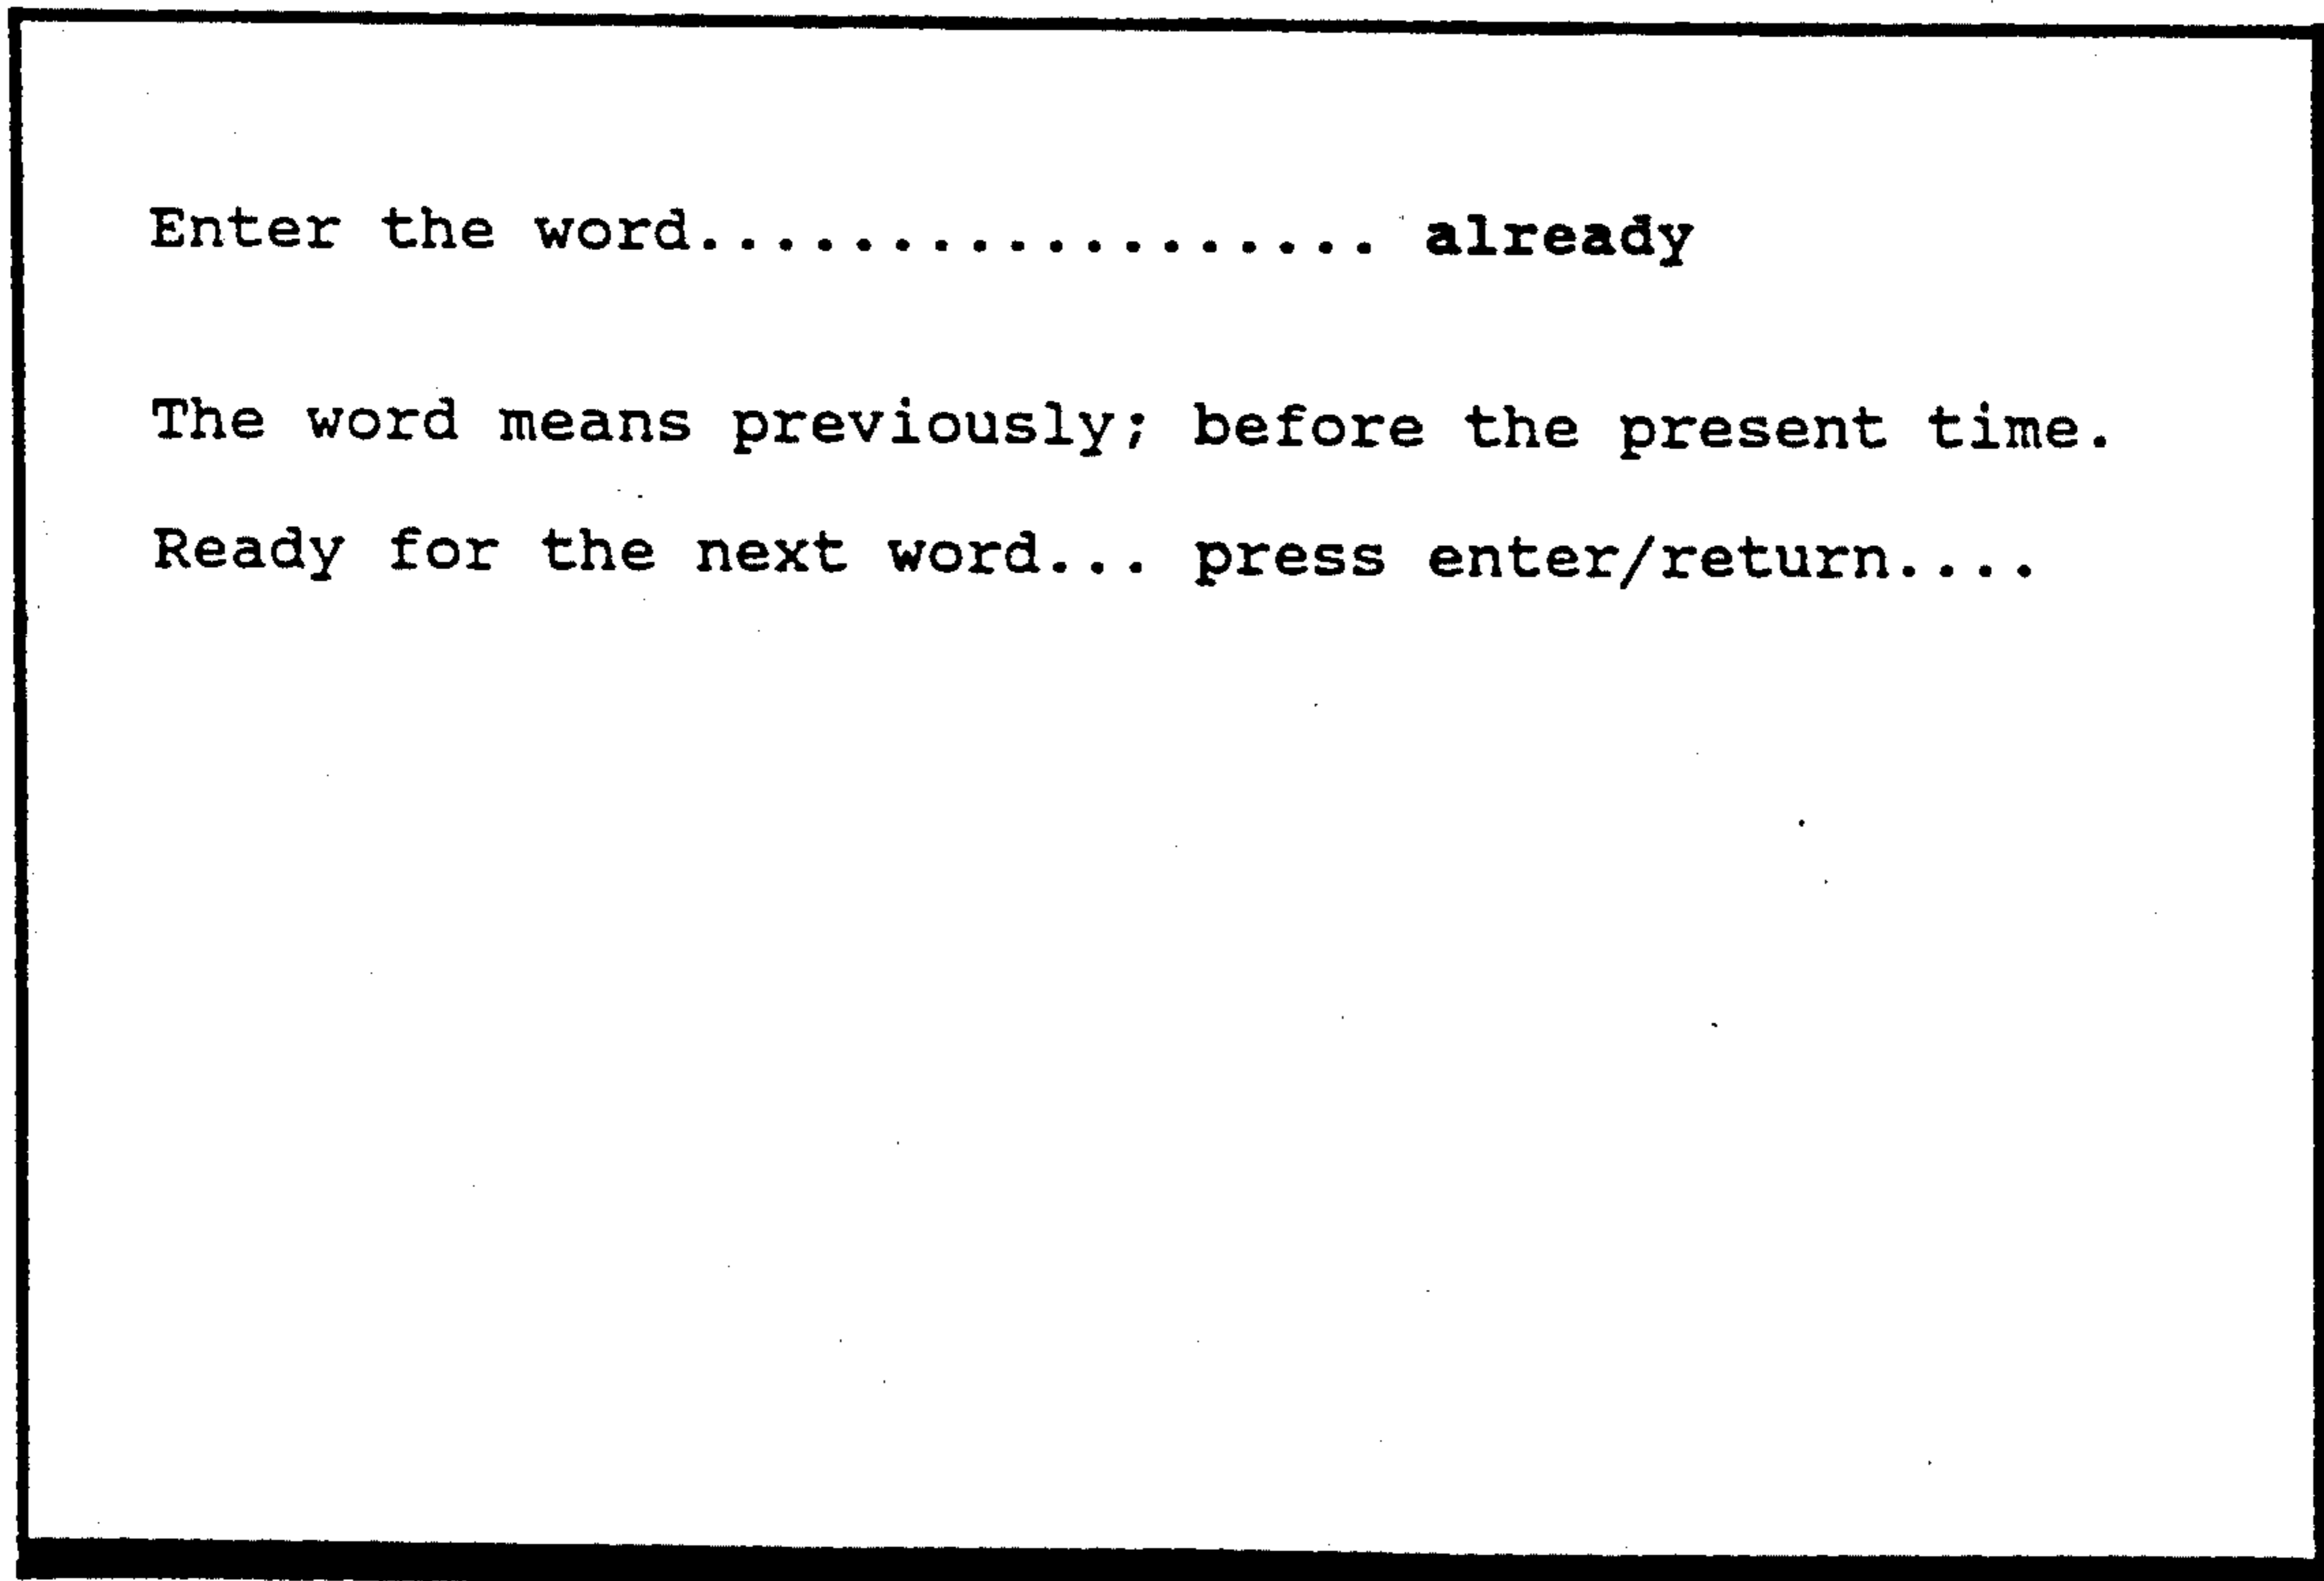 Enter the word.................. already
The word means previously; before the present time.
Ready for the next word... press enter/return....